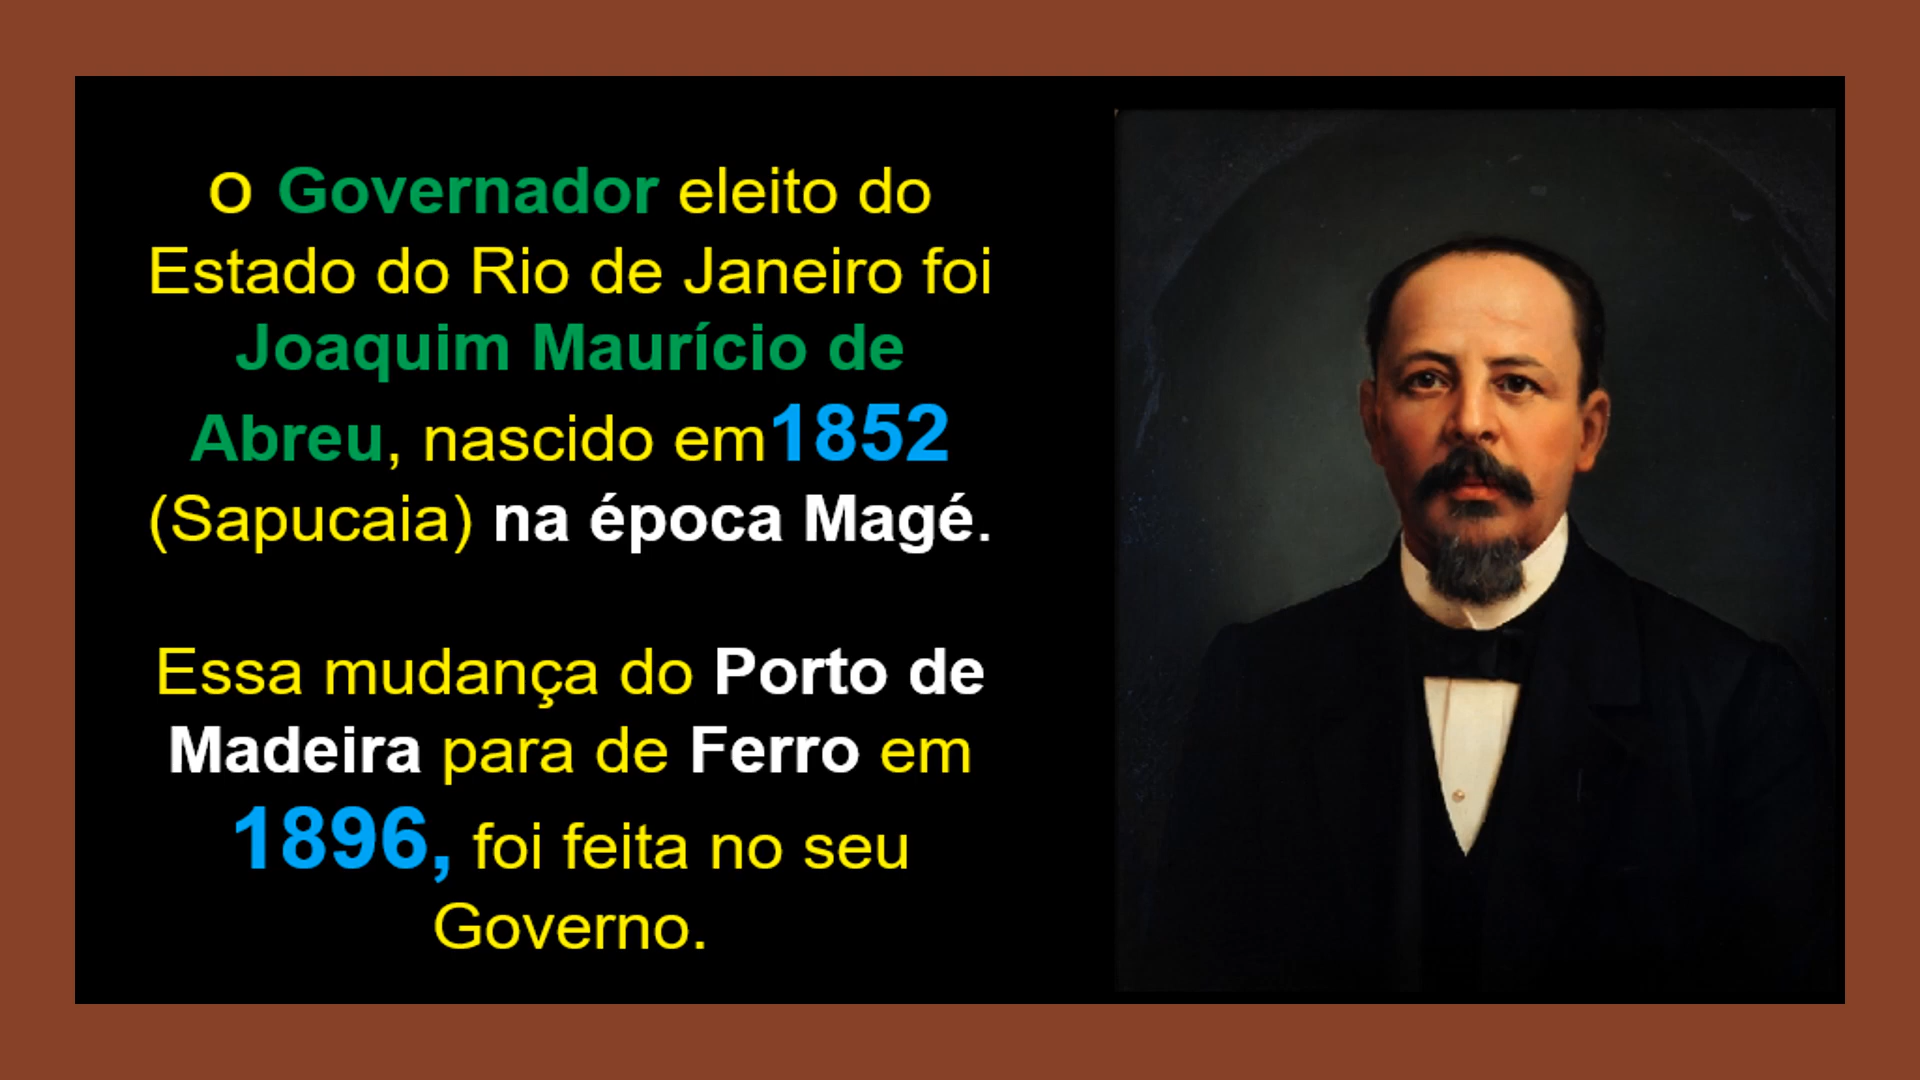 O Governador eleito do
Estado do Rio de Janeiro foi
Joaquim Maurício de
Abreu, nascido em1852
(Sapucaia) na época Magé.
Essa mudança do Porto de
Madeira para de Ferro em
1896, foi feita no seu
Governo.